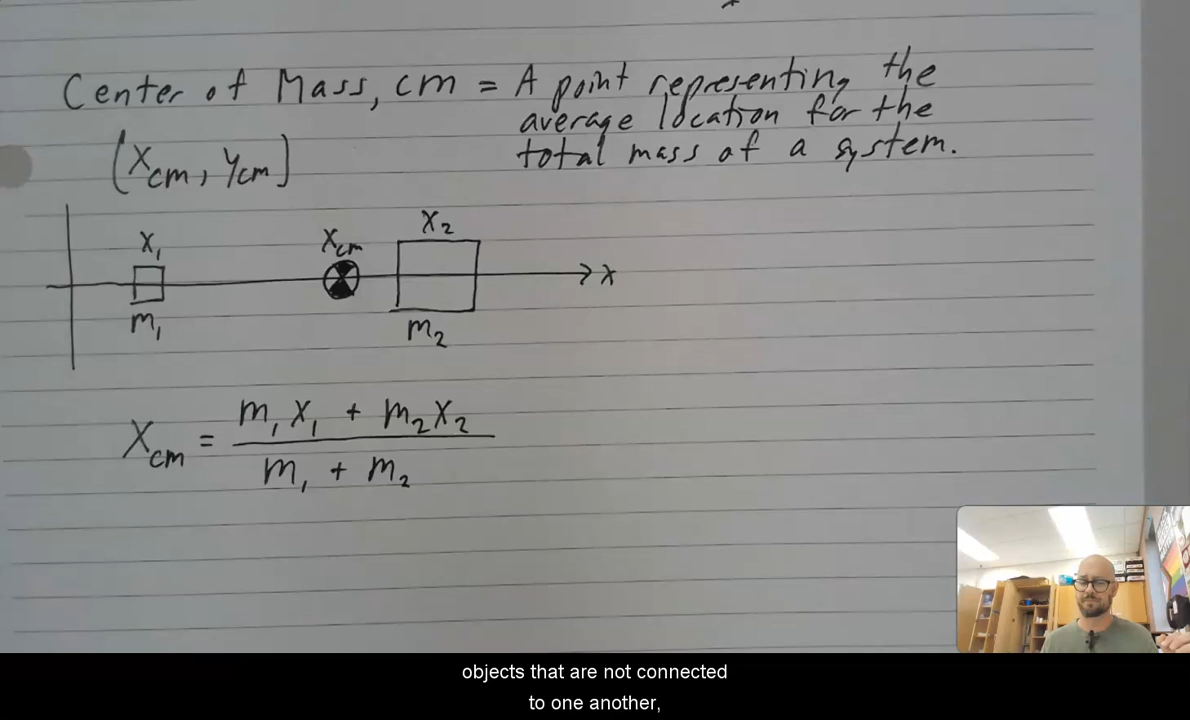 Center of Mass, cm = A point representing the
average location for the
total mass of a system.
(Xcm, Ycm)
X₁ Xcm X₂
x
m₁ m₂
Xcm = m₁X₁ + m₂X₂
m₁ + m₂
objects that are not connected
to one another,